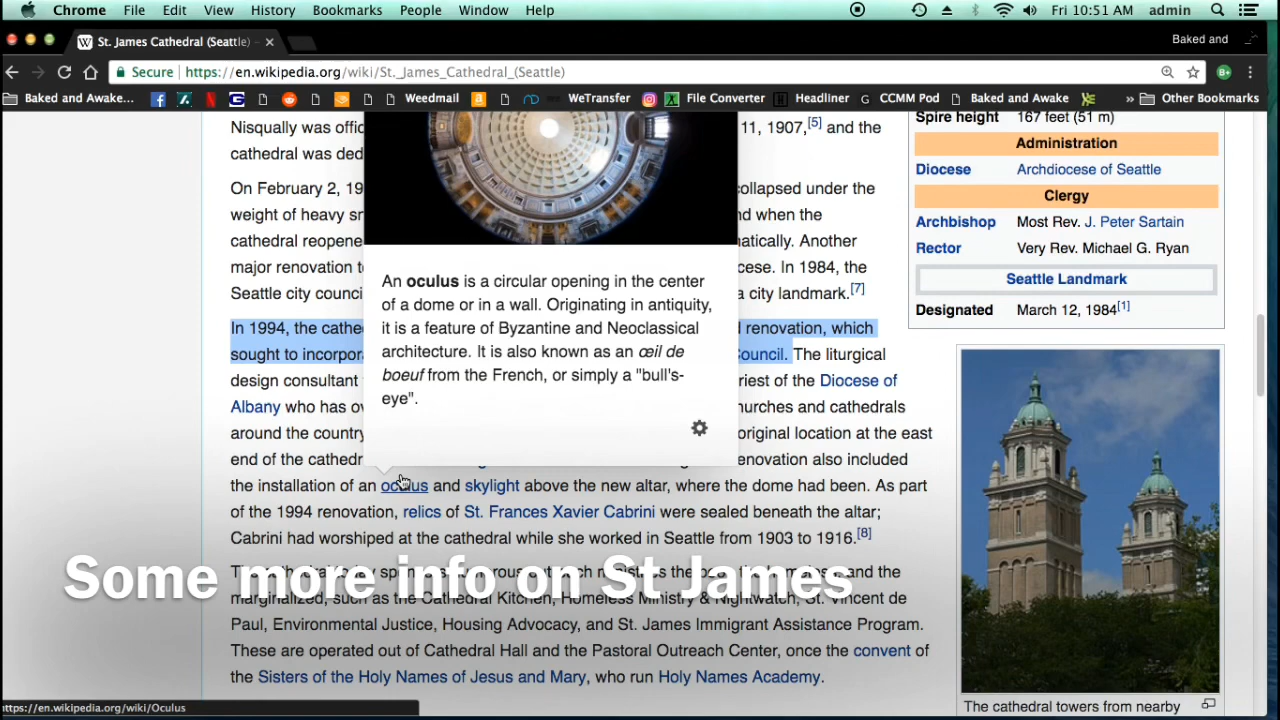 Chrome File Edit View History Bookmarks People Window Help Fri 10:51 AM admin
W St. James Cathedral (Seattle) - × Baked and
Secure | https://en.wikipedia.org/wiki/St._James_Cathedral_(Seattle)
Baked and Awake... Weedmail WeTransfer File Converter Headliner CCMM Pod Baked and Awake » Other Bookmarks
Nisqually was offic
11, 1907,[5] and the
cathedral was ded
On February 2, 19
collapsed under the
weight of heavy sn
nd when the
cathedral reopene
matically. Another
major renovation to
cese. In 1984, the
Seattle city counci
a city landmark.[7]
In 1994, the cathe
d renovation, which
sought to incorpora
Council. The liturgical
design consultant
riest of the Diocese of
Albany who has ov
hurches and cathedrals
around the country
original location at the east
end of the cathedr
enovation also included
the installation of an oculus and skylight above the new altar, where the dome had been. As part
of the 1994 renovation, relics of St. Frances Xavier Cabrini were sealed beneath the altar;
Cabrini had worshiped at the cathedral while she worked in Seattle from 1903 to 1916.[8]
An oculus is a circular opening in the center
of a dome or in a wall. Originating in antiquity,
it is a feature of Byzantine and Neoclassical
architecture. It is also known as an œil de
boeuf from the French, or simply a "bull's-
eye".
Some more info on St James
and the
marginalized, such as the Cathedral Kitchen, Homeless Ministry & Nightwatch, St. Vincent de
Paul, Environmental Justice, Housing Advocacy, and St. James Immigrant Assistance Program.
These are operated out of Cathedral Hall and the Pastoral Outreach Center, once the convent of
the Sisters of the Holy Names of Jesus and Mary, who run Holy Names Academy.
Spire height 167 feet (51 m)
Administration
Diocese Archdiocese of Seattle
Clergy
Archbishop Most Rev. J. Peter Sartain
Rector Very Rev. Michael G. Ryan
Seattle Landmark
Designated March 12, 1984[1]
The cathedral towers from nearby
https://en.wikipedia.org/wiki/Oculus